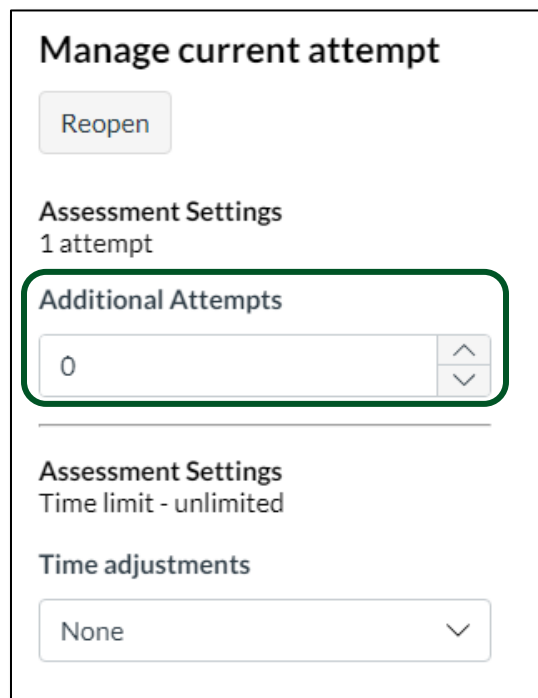 Manage current attempt
Reopen
Assessment Settings
1 attempt
Additional Attempts
0
Assessment Settings
Time limit - unlimited
Time adjustments
None